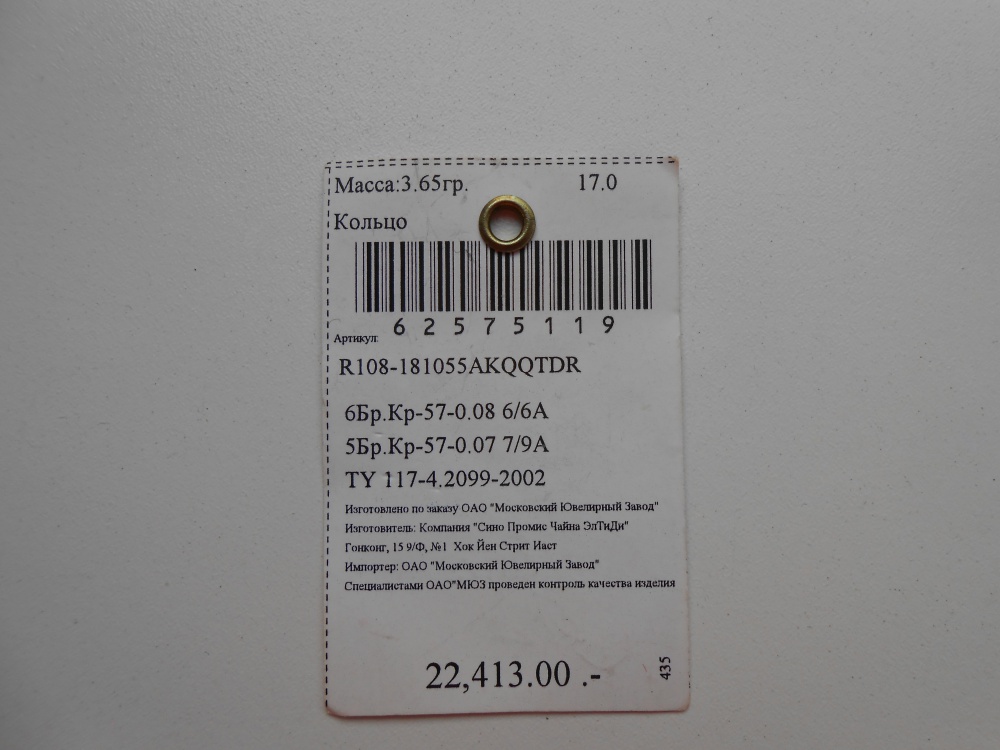 Масса:3.65гр. 17.0
Кольцо
6 2 5 7 5 1 1 9
Артикул:
R108-181055AKQQTDR
6Бр.Кр-57-0.08 6/6А
5Бр.Кр-57-0.07 7/9А
ТУ 117-4.2099-2002
Изготовлено по заказу ОАО "Московский Ювелирный Завод"
Изготовитель: Компания "Сино Промис Чайна ЭлТиДи"
Гонконг, 15 9/Ф, №1 Хок Йен Стрит Иаст
Импортер: ОАО "Московский Ювелирный Завод"
Специалистами ОАО"МЮЗ проведен контроль качества изделия
22,413.00 .-
435